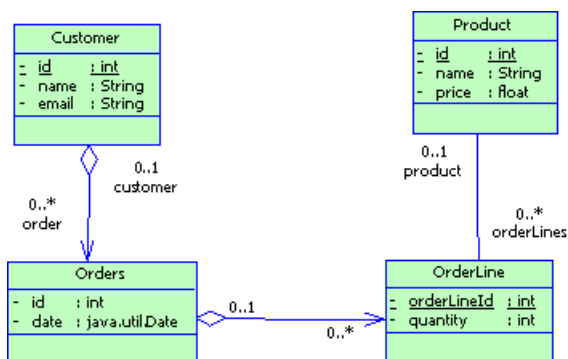 Customer
- id : int
- name : String
- email : String
Product
- id : int
- name : String
- price : float
0..1
customer
0..*
order
0..1
product
0..*
orderLines
Orders
- id : int
- date : java.util.Date
0..1
0..*
OrderLine
- orderLineId : int
- quantity : int